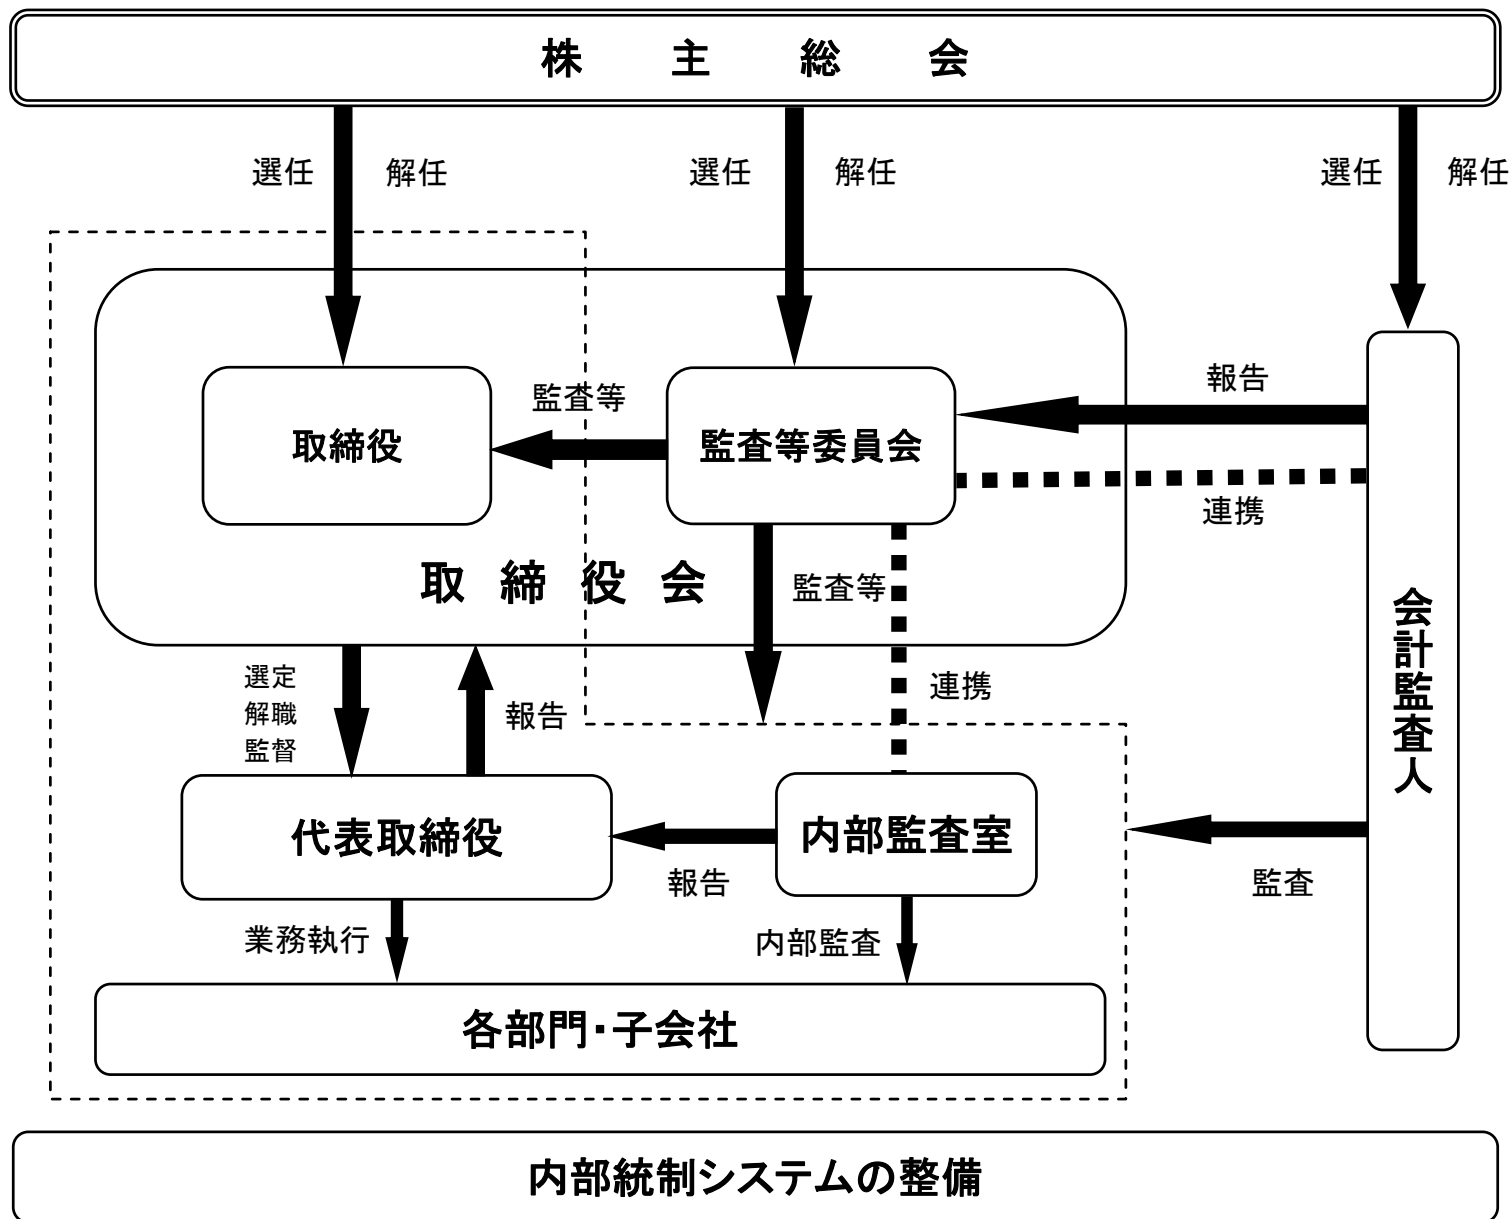 株主総会
選任 解任 選任 解任 選任 解任
報告
監査等
取締役 監査等委員会
連携
取締役会
監査等
会計監査人
選定
解職
監督
報告
連携
代表取締役 内部監査室
報告
監査
業務執行 内部監査
各部門・子会社
内部統制システムの整備